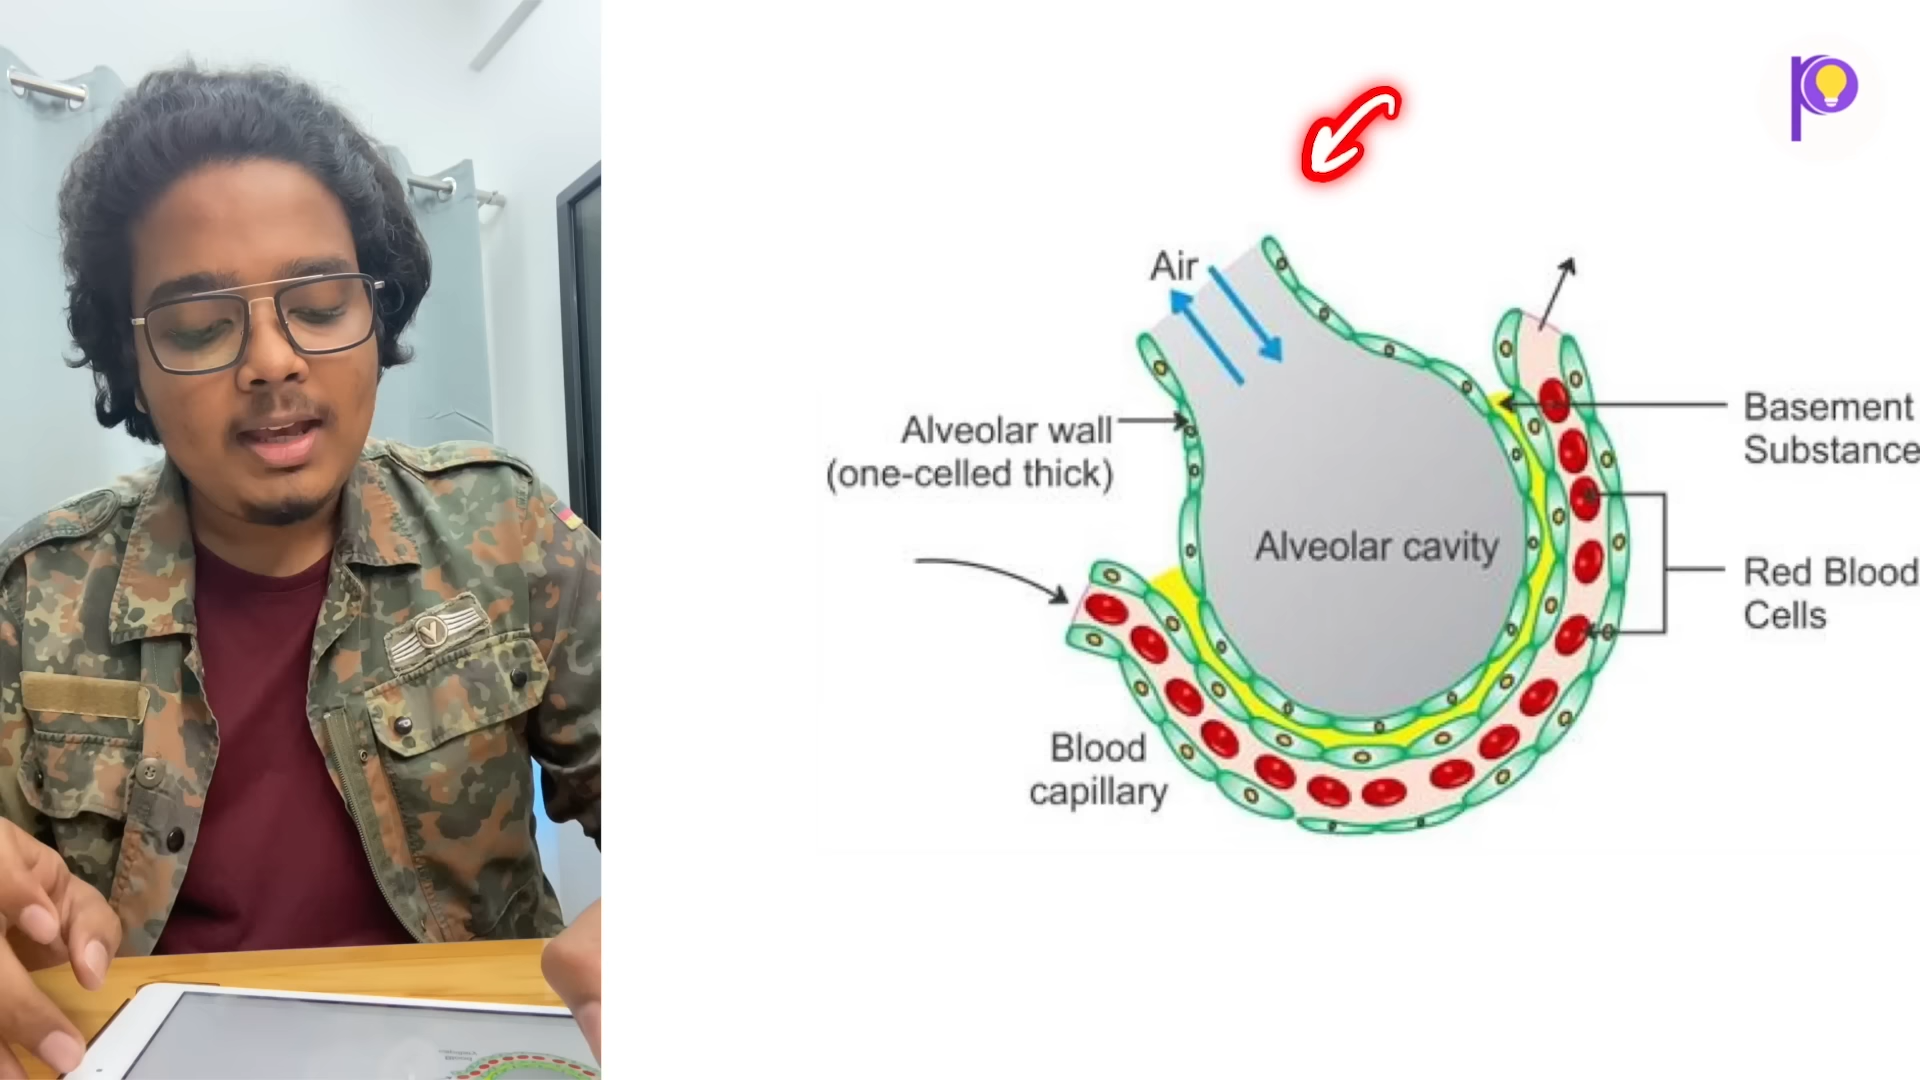 Air
Alveolar wall
(one-celled thick)
Alveolar cavity
Basement
Substance
Red Blood
Cells
Blood
capillary